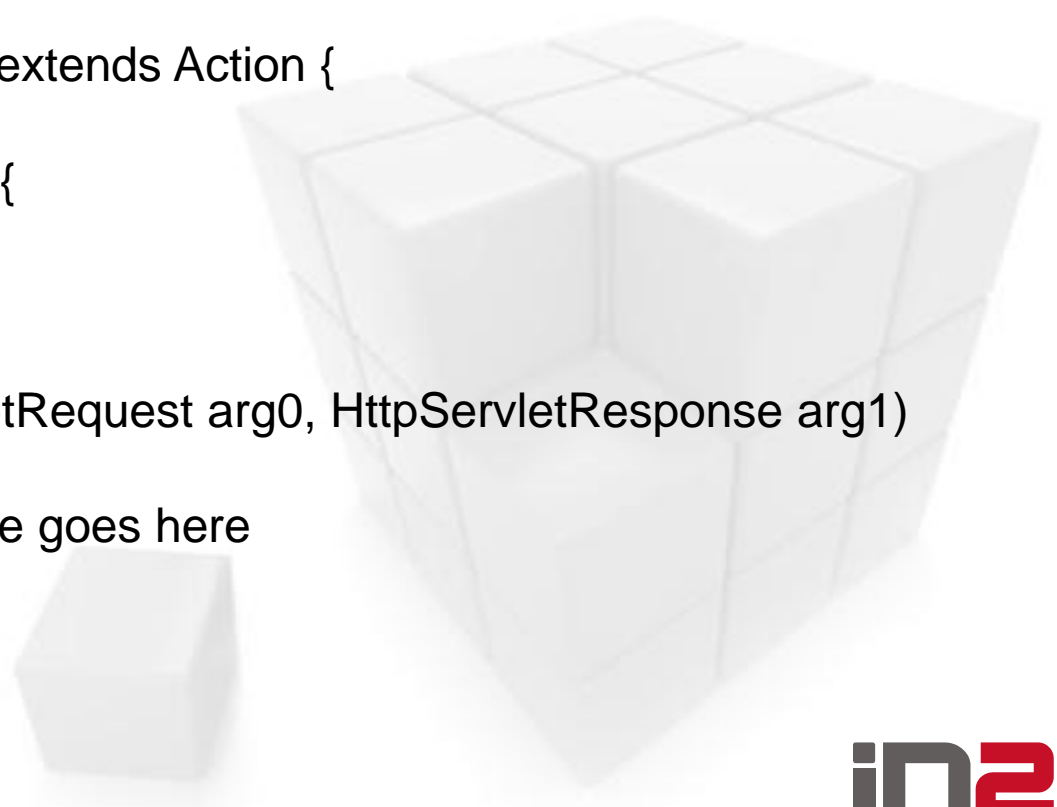 extends Action {
{
tRequest arg0, HttpServletResponse arg1)
e goes here
in2